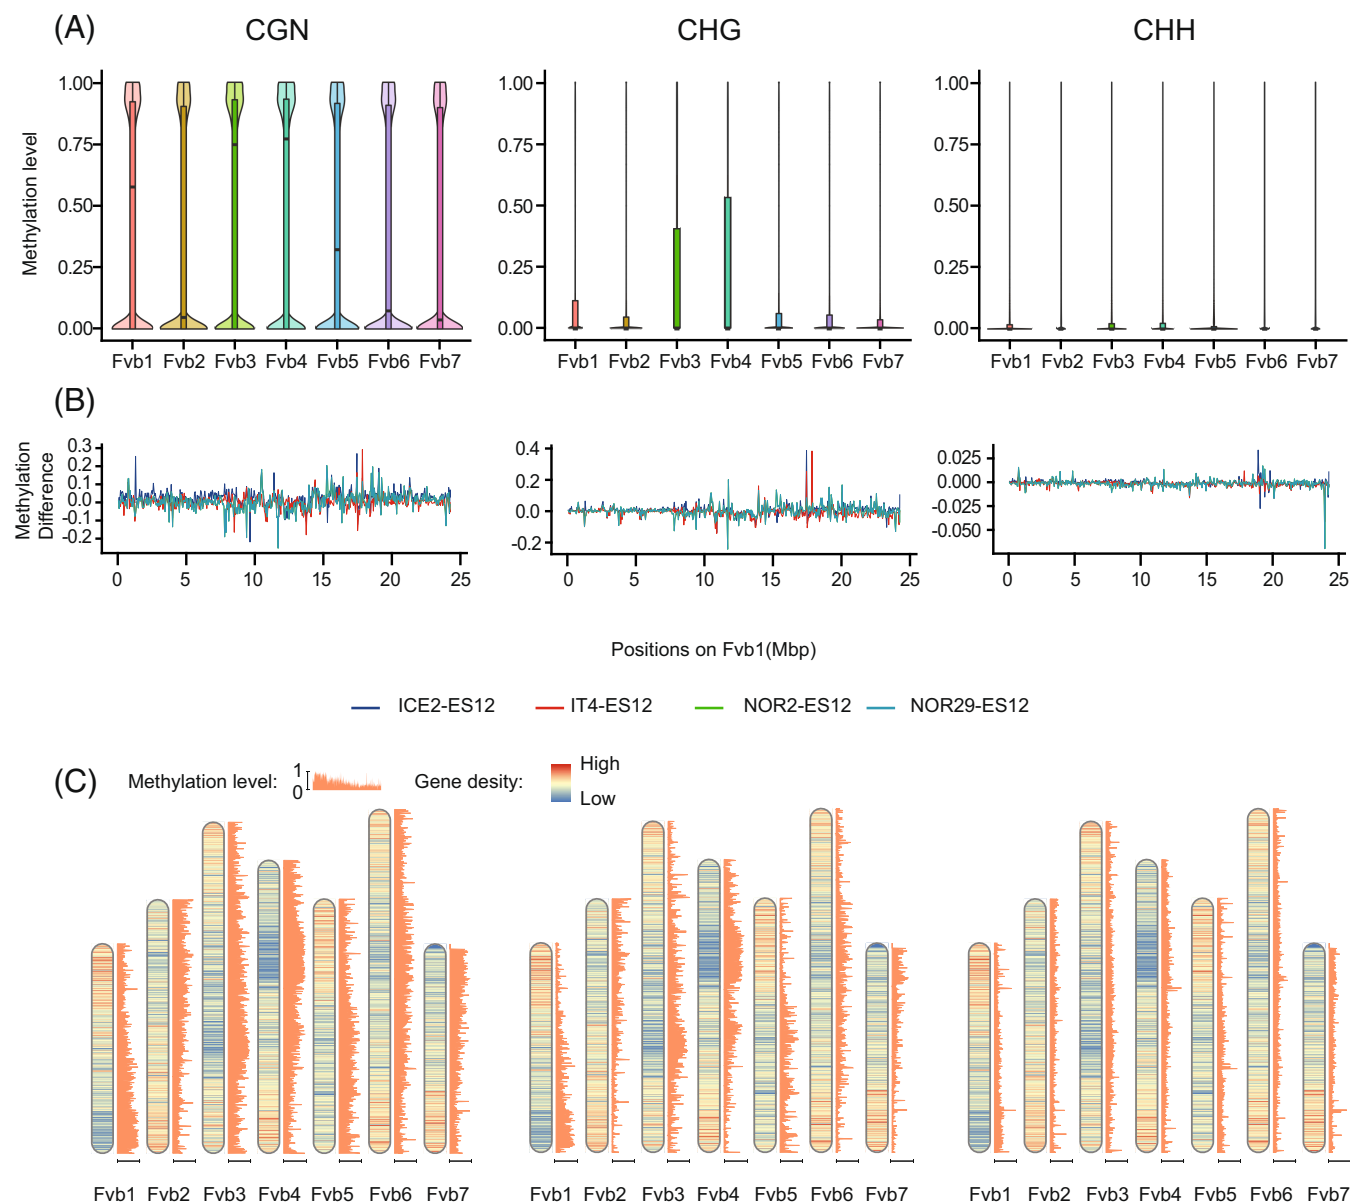 (A)
CGN CHG CHH
Methylation level
1.00 0.75 0.50 0.25 0.00
Fvb1 Fvb2 Fvb3 Fvb4 Fvb5 Fvb6 Fvb7
1.00 0.75 0.50 0.25 0.00
Fvb1 Fvb2 Fvb3 Fvb4 Fvb5 Fvb6 Fvb7
1.00 0.75 0.50 0.25 0.00
Fvb1 Fvb2 Fvb3 Fvb4 Fvb5 Fvb6 Fvb7
(B)
Methylation
Difference
0.3 0.2 0.1 0.0 -0.1 -0.2
0 5 10 15 20 25
0.4 0.2 0.0 -0.2
0 5 10 15 20 25
0.025 0.000 -0.025 -0.050
0 5 10 15 20 25
Positions on Fvb1(Mbp)
ICE2-ES12 IT4-ES12 NOR2-ES12 NOR29-ES12
(C)
Methylation level: 1 0 Gene desity: High Low
Fvb1 Fvb2 Fvb3 Fvb4 Fvb5 Fvb6 Fvb7
Fvb1 Fvb2 Fvb3 Fvb4 Fvb5 Fvb6 Fvb7
Fvb1 Fvb2 Fvb3 Fvb4 Fvb5 Fvb6 Fvb7